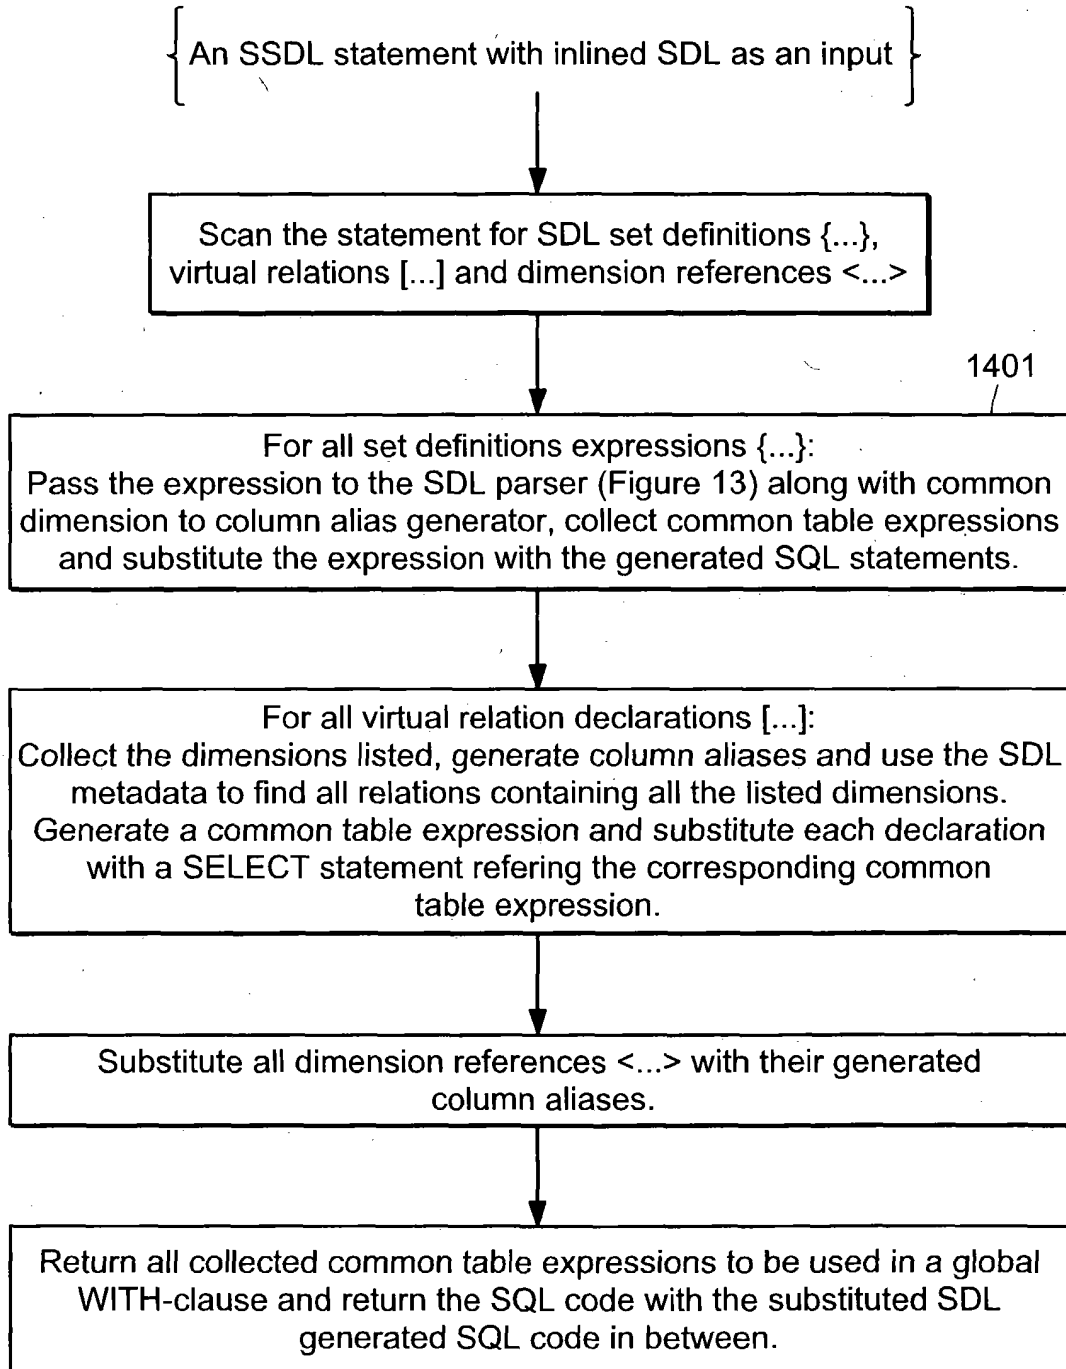 An SSDL statement with inlined SDL as an input
Scan the statement for SDL set definitions {...},
virtual relations [...] and dimension references <...>
1401
For all set definitions expressions {...}:
Pass the expression to the SDL parser (Figure 13) along with common
dimension to column alias generator, collect common table expressions
and substitute the expression with the generated SQL statements.
For all virtual relation declarations [...]:
Collect the dimensions listed, generate column aliases and use the SDL
metadata to find all relations containing all the listed dimensions.
Generate a common table expression and substitute each declaration
with a SELECT statement refering the corresponding common
table expression.
Substitute all dimension references <...> with their generated
column aliases.
Return all collected common table expressions to be used in a global
WITH-clause and return the SQL code with the substituted SDL
generated SQL code in between.